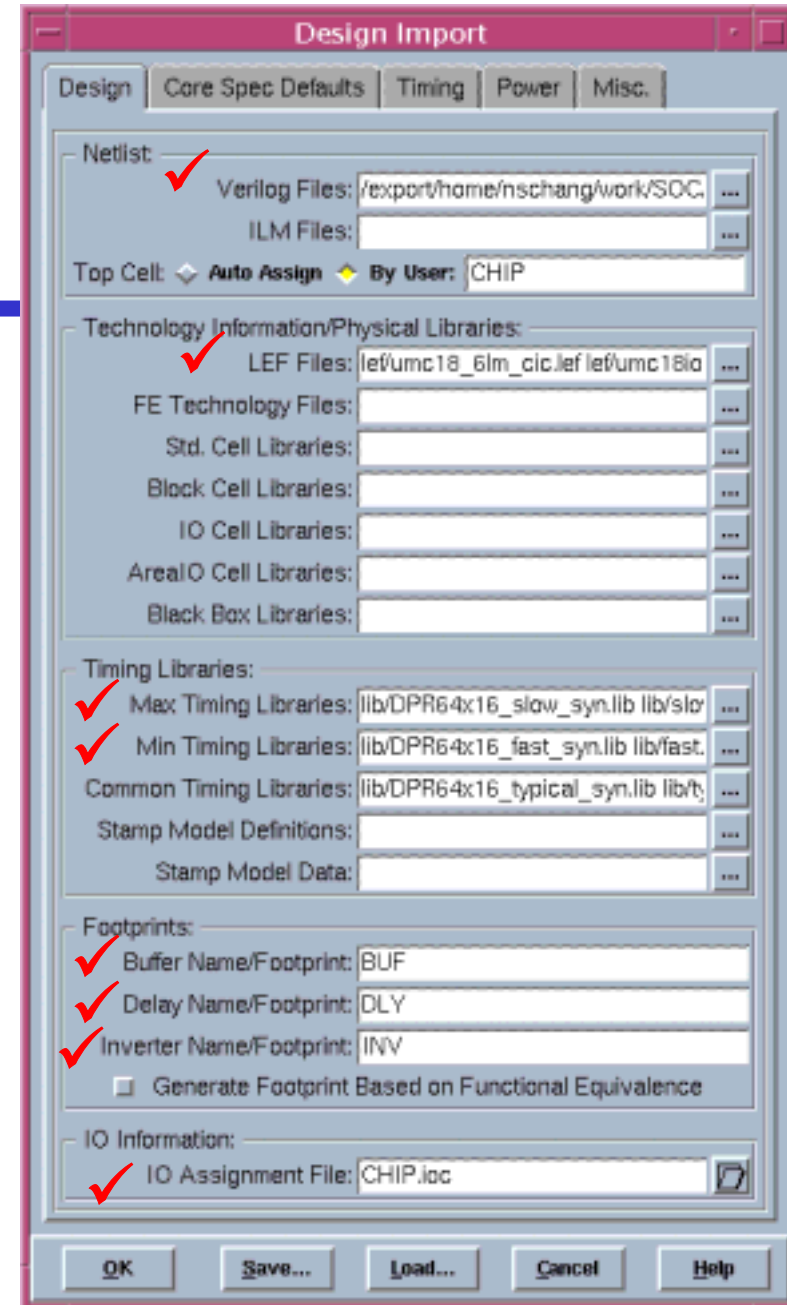 Design Import
Design Core Spec Defaults Timing Power Misc.
Netlist:
Verilog Files: /export/home/nschang/work/SOC.
...
ILM Files:
...
Top Cell: Auto Assign By User: CHIP
Technology Information/Physical Libraries:
LEF Files: lef/umc18_6lm_cic.lef lef/umc18io
...
FE Technology Files:
...
Std. Cell Libraries:
...
Block Cell Libraries:
...
IO Cell Libraries:
...
AreaIO Cell Libraries:
...
Black Box Libraries:
...
Timing Libraries:
Max Timing Libraries: lib/DPR64x16_slow_syn.lib lib/slo
...
Min Timing Libraries: lib/DPR64x16_fast_syn.lib lib/fast.
...
Common Timing Libraries: lib/DPR64x16_typical_syn.lib lib/ty
...
Stamp Model Definitions:
...
Stamp Model Data:
...
Footprints:
Buffer Name/Footprint: BUF
Delay Name/Footprint: DLY
Inverter Name/Footprint: INV
Generate Footprint Based on Functional Equivalence
IO Information:
IO Assignment File: CHIP.ioc
OK Save... Load... Cancel Help